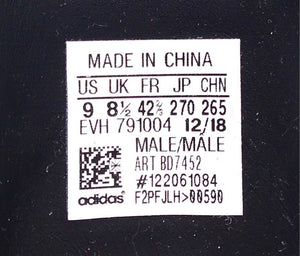 MADE IN CHINA
US UK FR JP CHN
9 8½ 42⅔ 270 265
EVH 791004 12/18
MALE/MÂLE
ART BD7452
#122061084
adidas® F2PFJLH>00590